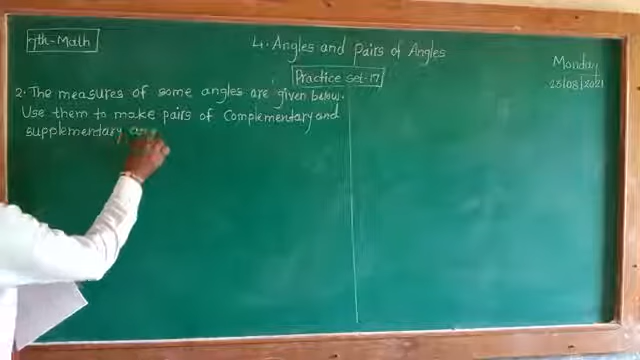 7th-Math
4. Angles and Pairs of Angles
Monday
23/08/2021
Practice Set-17
2. The measures of some angles are given below.
Use them to make pairs of Complementary and
supplementary